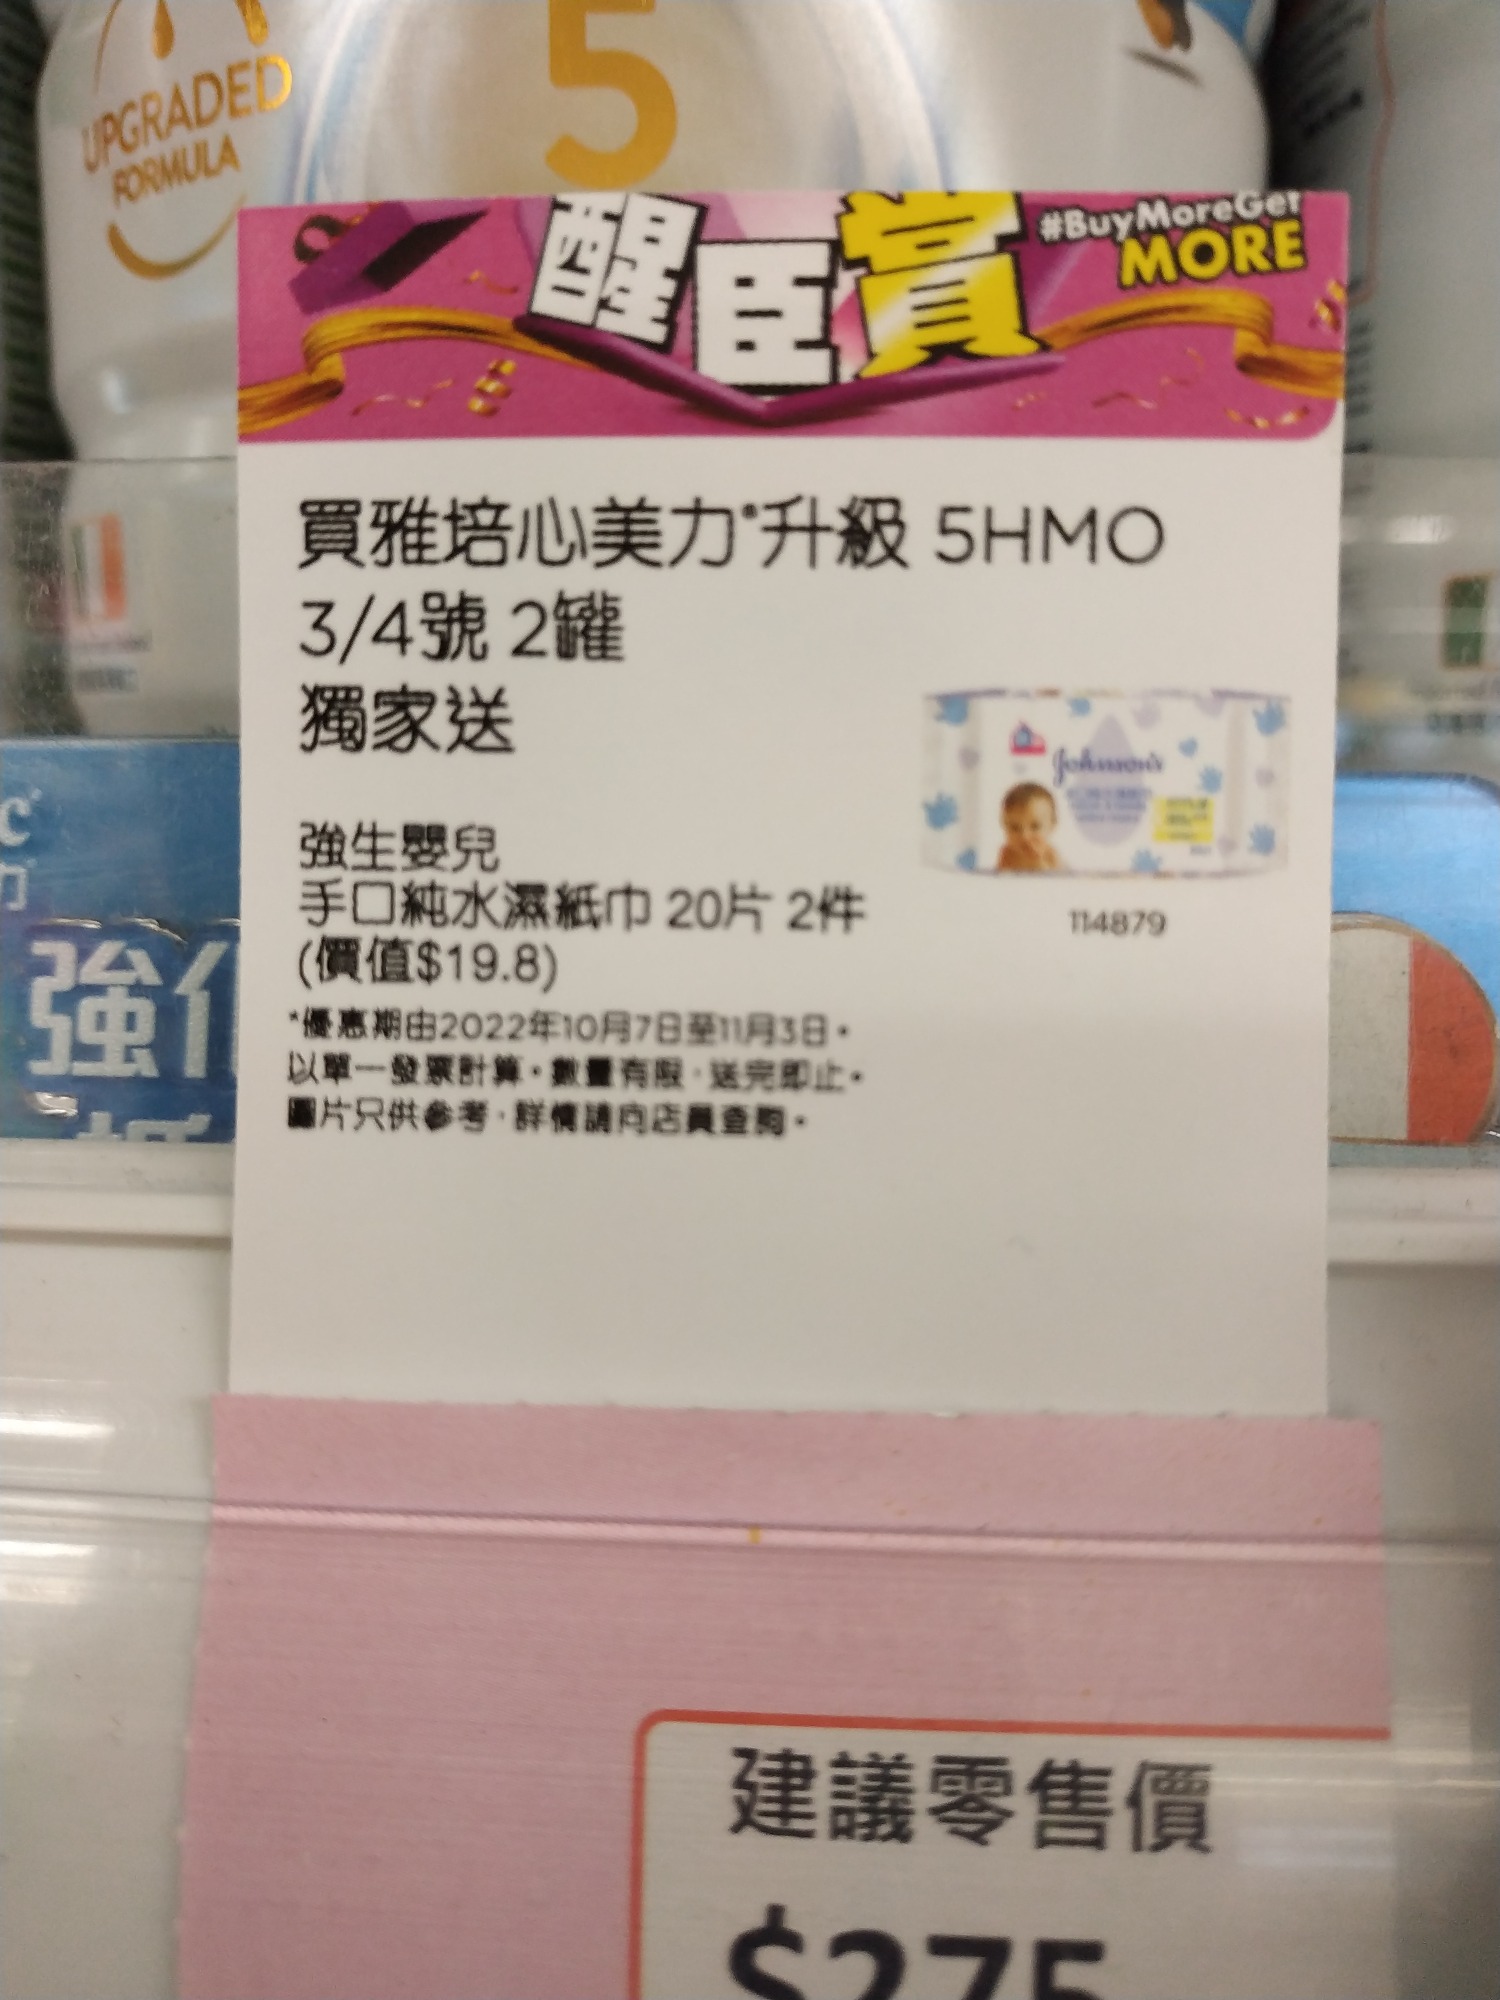 UPGRADED
FORMULA
5
醒臣賞
#BuyMoreGet
MORE
買雅培心美力®升級 5HMO
3/4號 2罐
獨家送
Johnson's
強生嬰兒
手口純水濕紙巾 20片 2件
(價值$19.8)
114879
*優惠期由2022年10月7日至11月3日。
以單一發票計算。數量有限，送完即止。
圖片只供參考，詳情請向店員查詢。
強化
建議零售價
$275